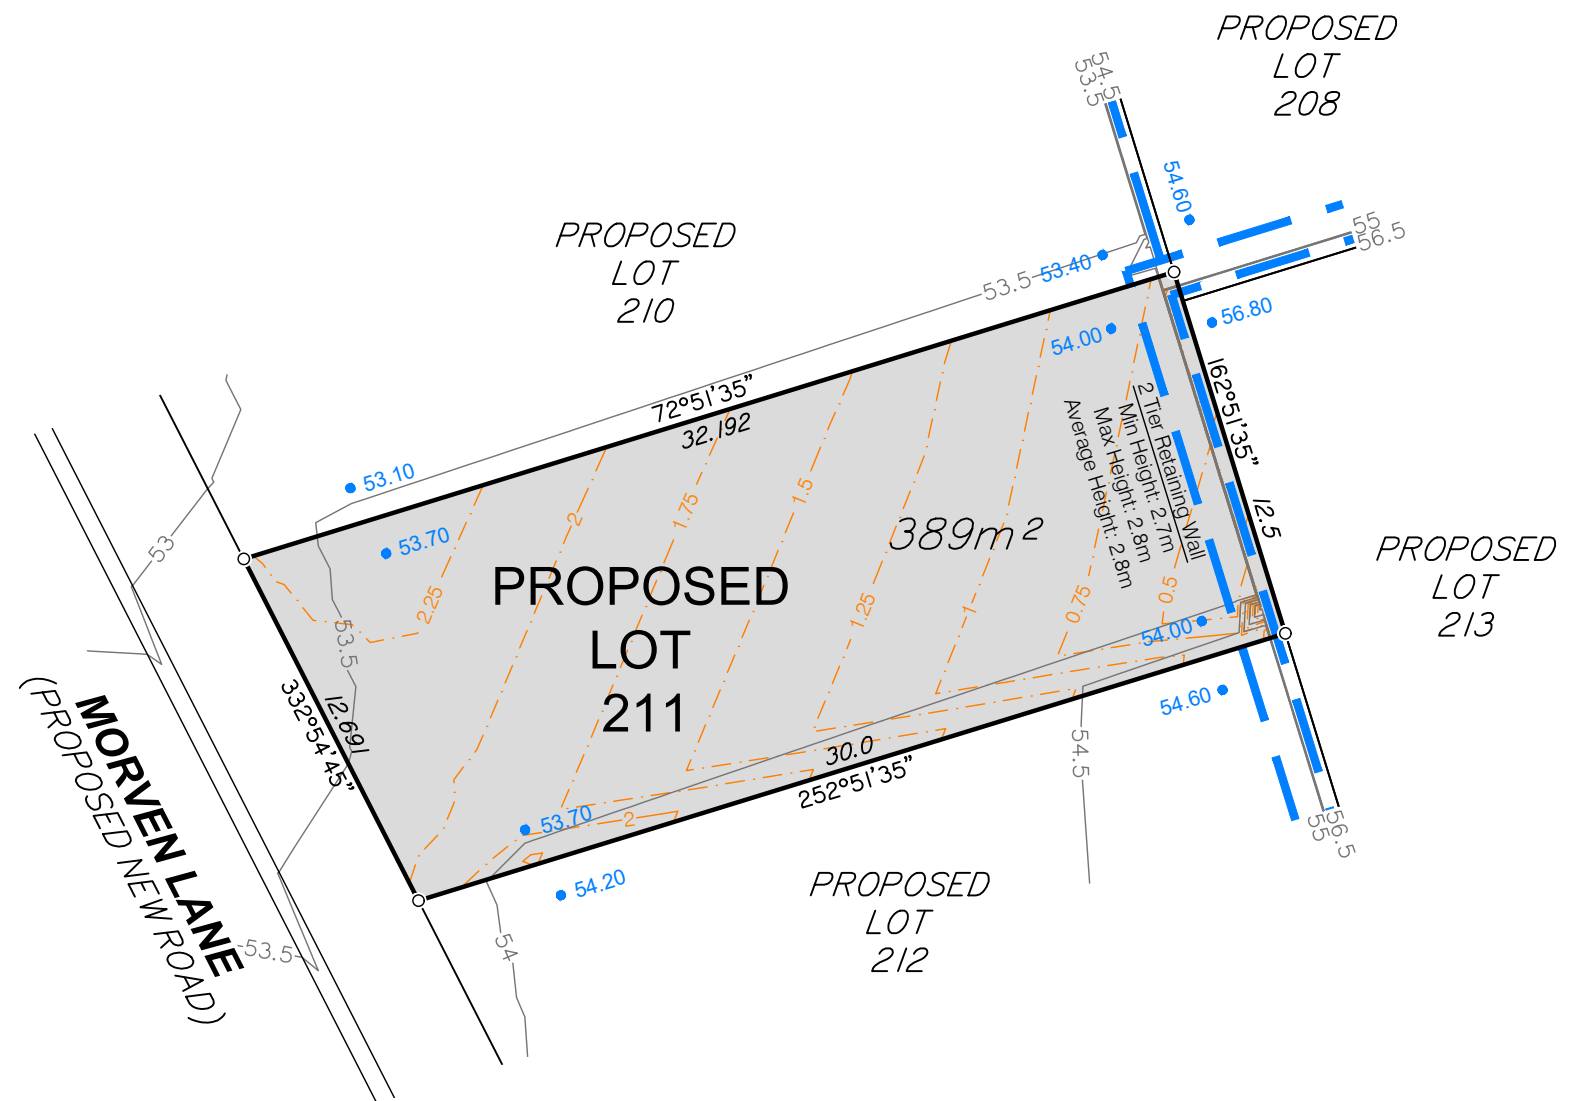 PROPOSED
LOT
208
54.5
53.5
54.60
55
56.5
PROPOSED
LOT
210
53.5
53.40
56.80
54.00
72°51'35"
32.192
162°51'35"
12.5
2 Tier Retaining Wall
Min Height: 2.7m
Max Height: 2.8m
Average Height: 2.8m
53.10
53.70
2
1.75
1.5
389m²
53
2.25
53.5
PROPOSED
LOT
211
1.25
1
0.75
0.5
54.00
PROPOSED
LOT
213
332°54'45"
12.691
54.60
54.5
30.0
252°51'35"
53.70
2
54.20
MORVEN LANE
(PROPOSED NEW ROAD)
53.5
54
PROPOSED
LOT
212
55
56.5